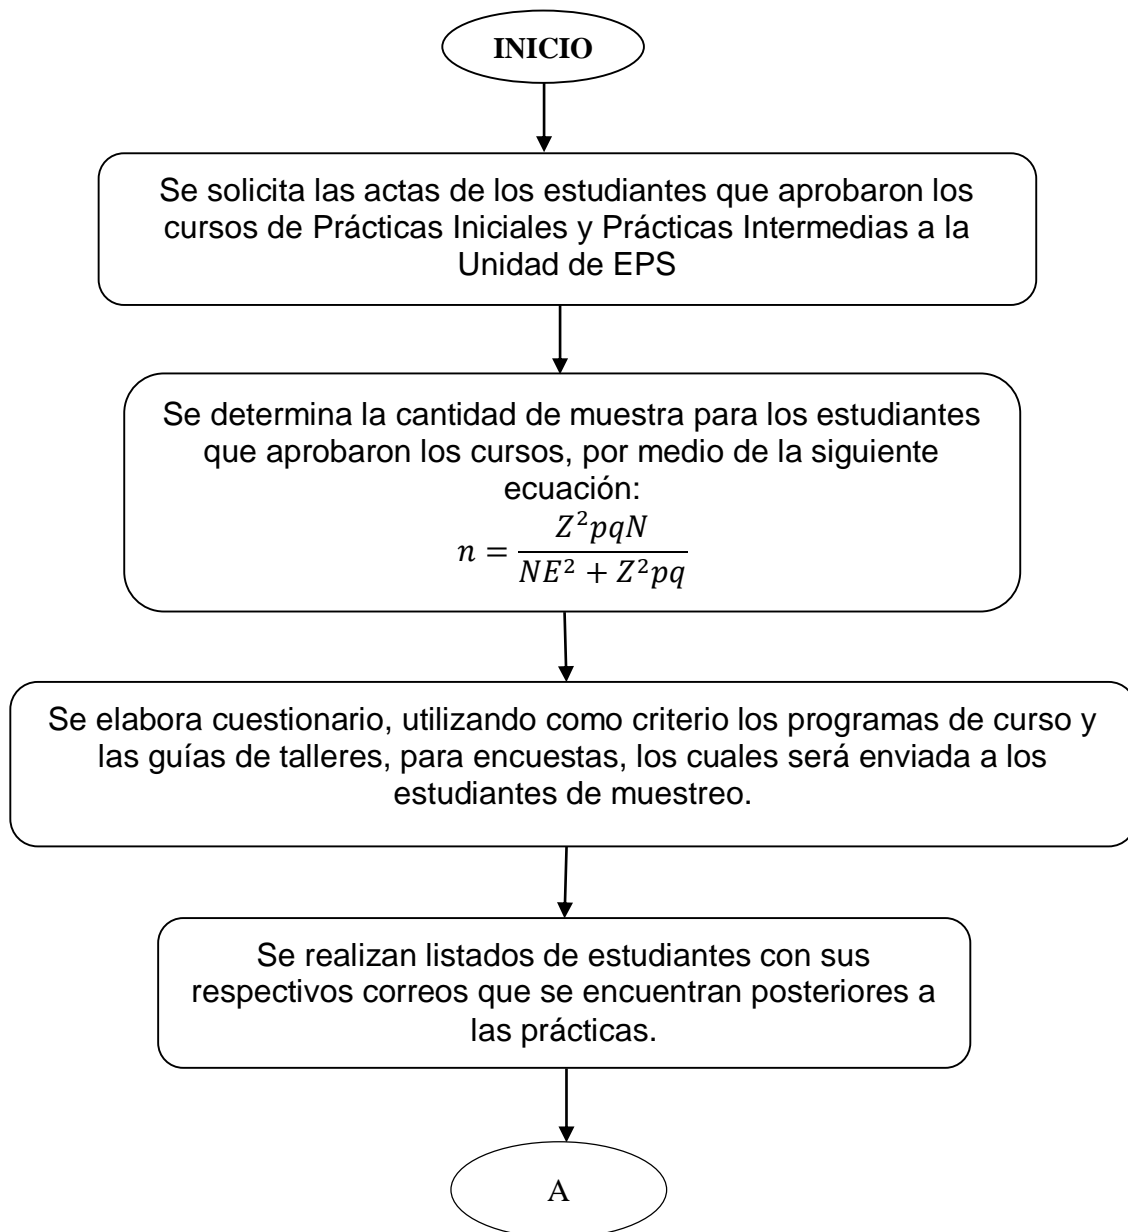 INICIO
Se solicita las actas de los estudiantes que aprobaron los
cursos de Prácticas Iniciales y Prácticas Intermedias a la
Unidad de EPS
Se determina la cantidad de muestra para los estudiantes
que aprobaron los cursos, por medio de la siguiente
ecuación:
n = Z²pqN / NE² + Z²pq
Se elabora cuestionario, utilizando como criterio los programas de curso y
las guías de talleres, para encuestas, los cuales será enviada a los
estudiantes de muestreo.
Se realizan listados de estudiantes con sus
respectivos correos que se encuentran posteriores a
las prácticas.
A